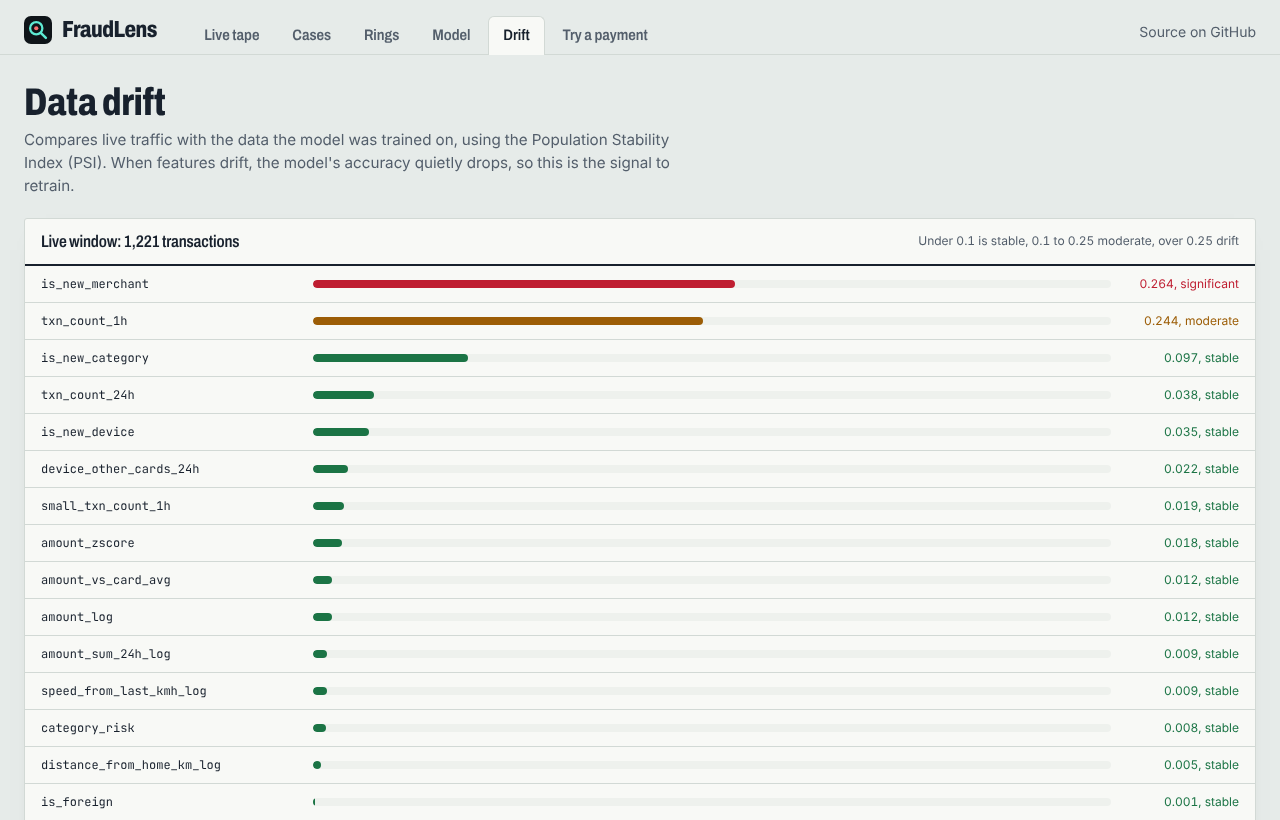 FraudLens
Live tape
Cases
Rings
Model
Drift
Try a payment
Source on GitHub
Data drift
Compares live traffic with the data the model was trained on, using the Population Stability
Index (PSI). When features drift, the model's accuracy quietly drops, so this is the signal to
retrain.
Live window: 1,221 transactions
Under 0.1 is stable, 0.1 to 0.25 moderate, over 0.25 drift
is_new_merchant
0.264, significant
txn_count_1h
0.244, moderate
is_new_category
0.097, stable
txn_count_24h
0.038, stable
is_new_device
0.035, stable
device_other_cards_24h
0.022, stable
small_txn_count_1h
0.019, stable
amount_zscore
0.018, stable
amount_vs_card_avg
0.012, stable
amount_log
0.012, stable
amount_sum_24h_log
0.009, stable
speed_from_last_kmh_log
0.009, stable
category_risk
0.008, stable
distance_from_home_km_log
0.005, stable
is_foreign
0.001, stable